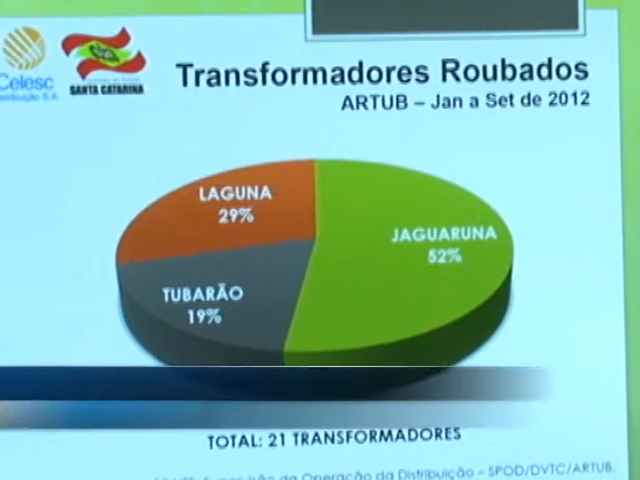 Celesc
Distribuição S.A.
SANTA CATARINA
Transformadores Roubados
ARTUB – Jan a Set de 2012
LAGUNA
29%
JAGUARUNA
52%
TUBARÃO
19%
TOTAL: 21 TRANSFORMADORES
Supervisão da Operação da Distribuição – SPOD/DVTC/ARTUB.